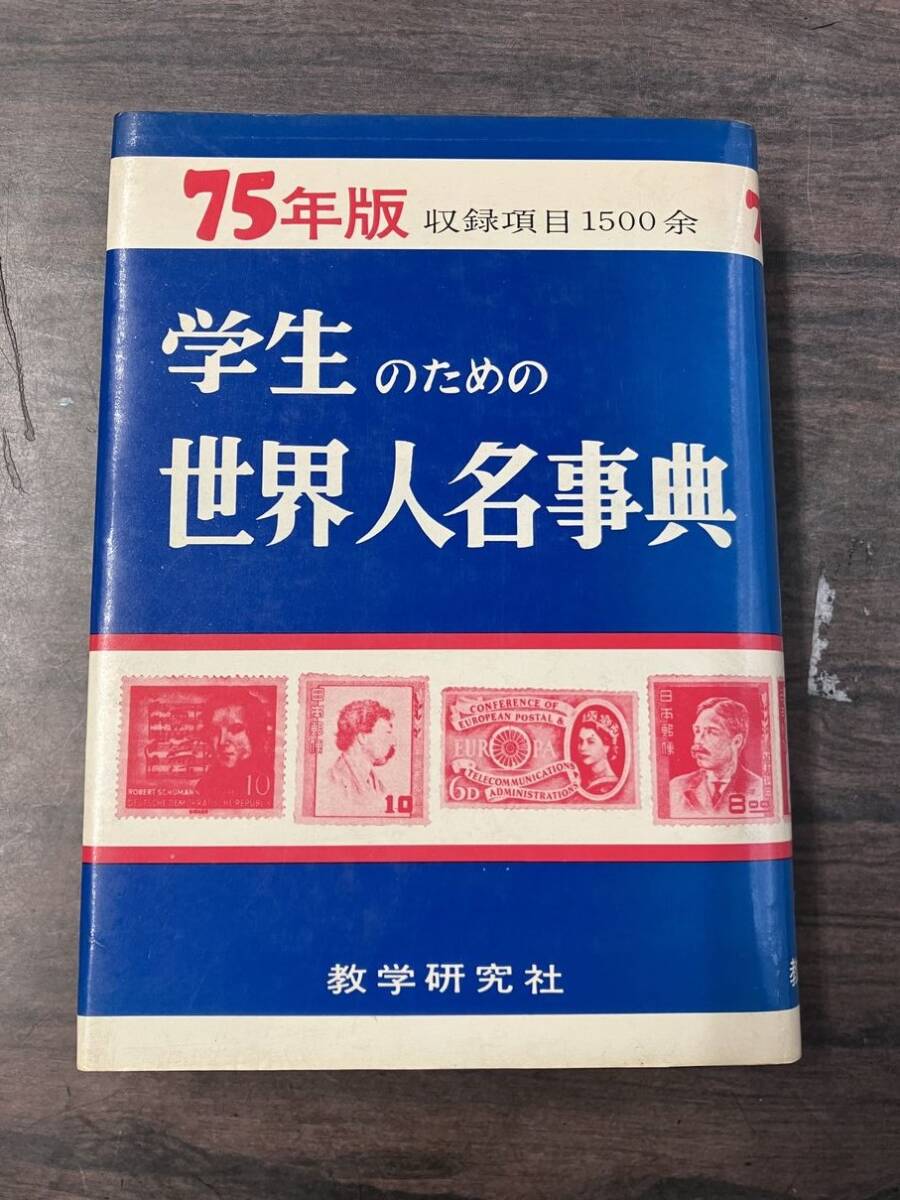 75年版 収録項目1500余
学生のための
世界人名事典
ROBERT SCHUMANN
10
DEUTSCHE DEMOKRATISCHE REPUBLIK
日本郵便
10
CONFERENCE OF
EUROPEAN POSTAL &
EUROPA
TELECOMMUNICATIONS
6D ADMINISTRATIONS
日本郵便
8.00
教学研究社